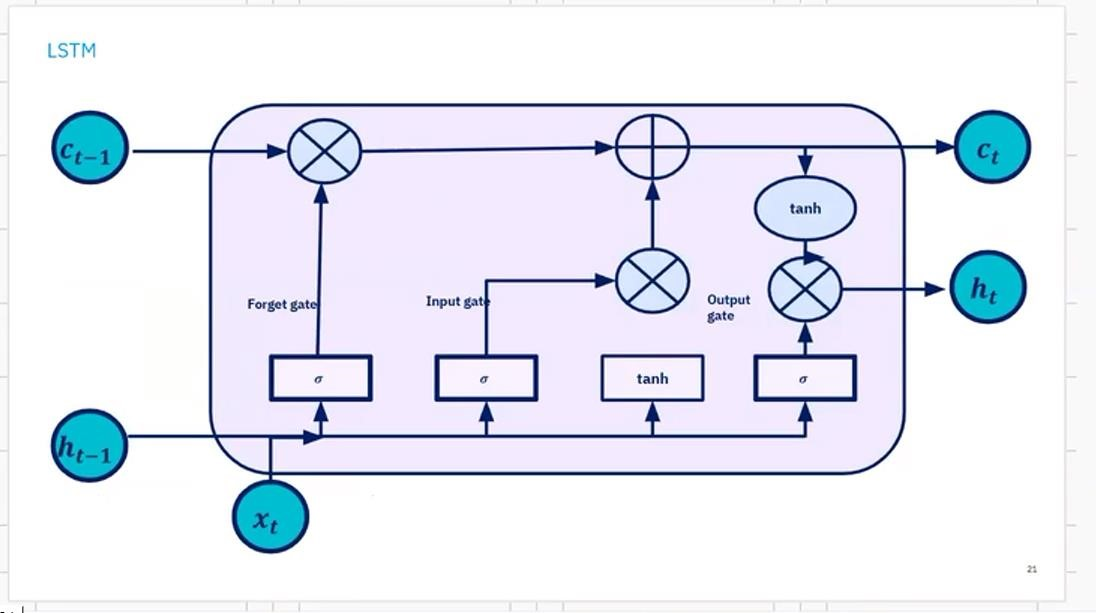 LSTM
c_{t-1}
c_t
tanh
h_t
Forget gate
Input gate
Output
gate
σ
σ
tanh
σ
h_{t-1}
x_t
21